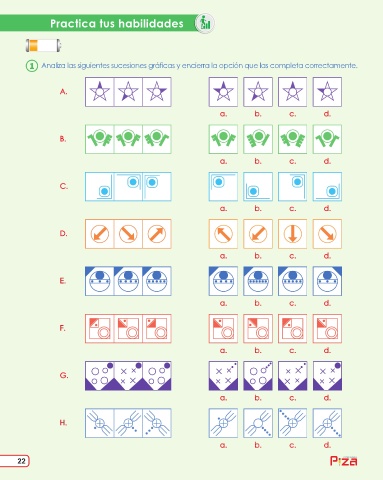 Practica tus habilidades
1 Analiza las siguientes sucesiones gráficas y encierra la opción que las completa correctamente.
A.
a. b. c. d.
B.
a. b. c. d.
C.
a. b. c. d.
D.
a. b. c. d.
E.
a. b. c. d.
F.
a. b. c. d.
G.
a. b. c. d.
H.
a. b. c. d.
22
Piza